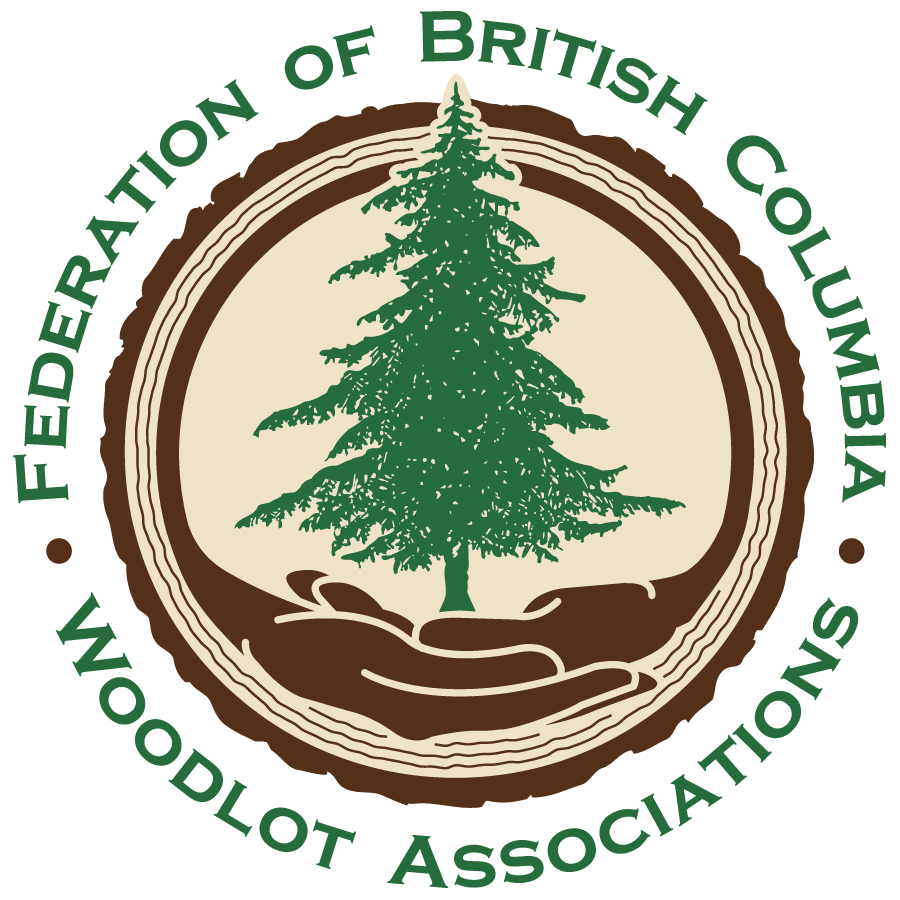 Federation of British Columbia
Woodlot Associations